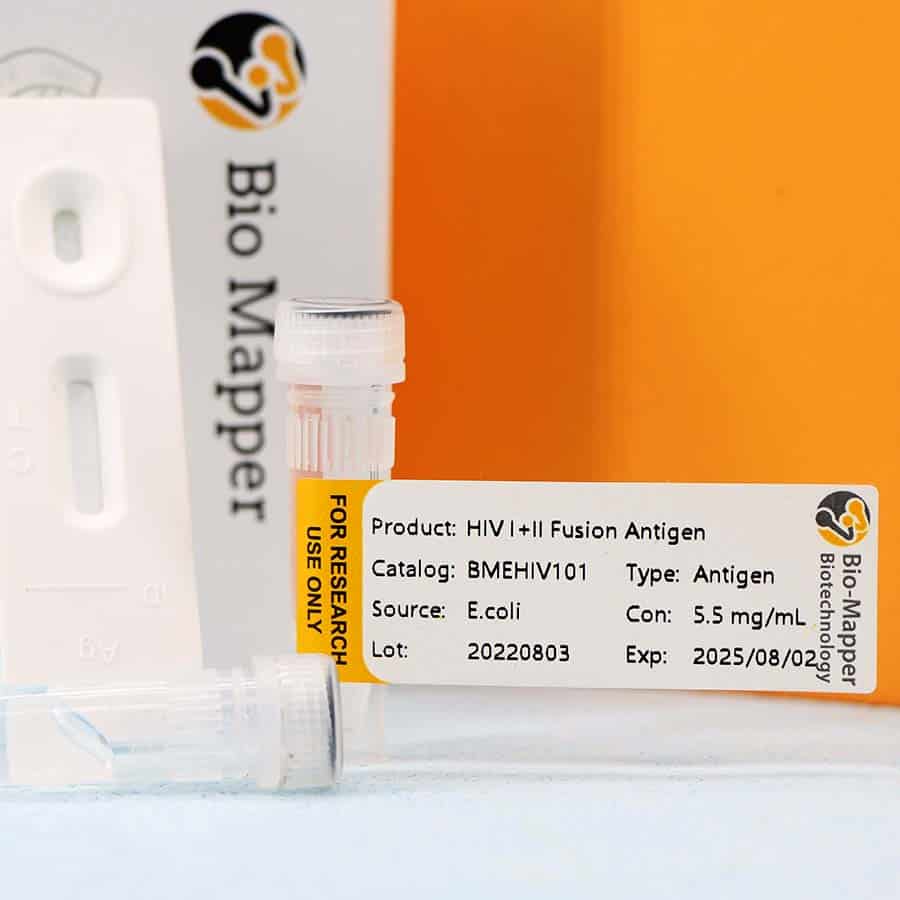 Bio Mapper
FOR RESEARCH
USE ONLY
Product: HIV I+II Fusion Antigen
Catalog: BMEHIV101 Type: Antigen
Source: E.coli Con: 5.5 mg/mL
Lot: 20220803 Exp: 2025/08/02
Bio-Mapper
Biotechnology
T
C
D
Ag